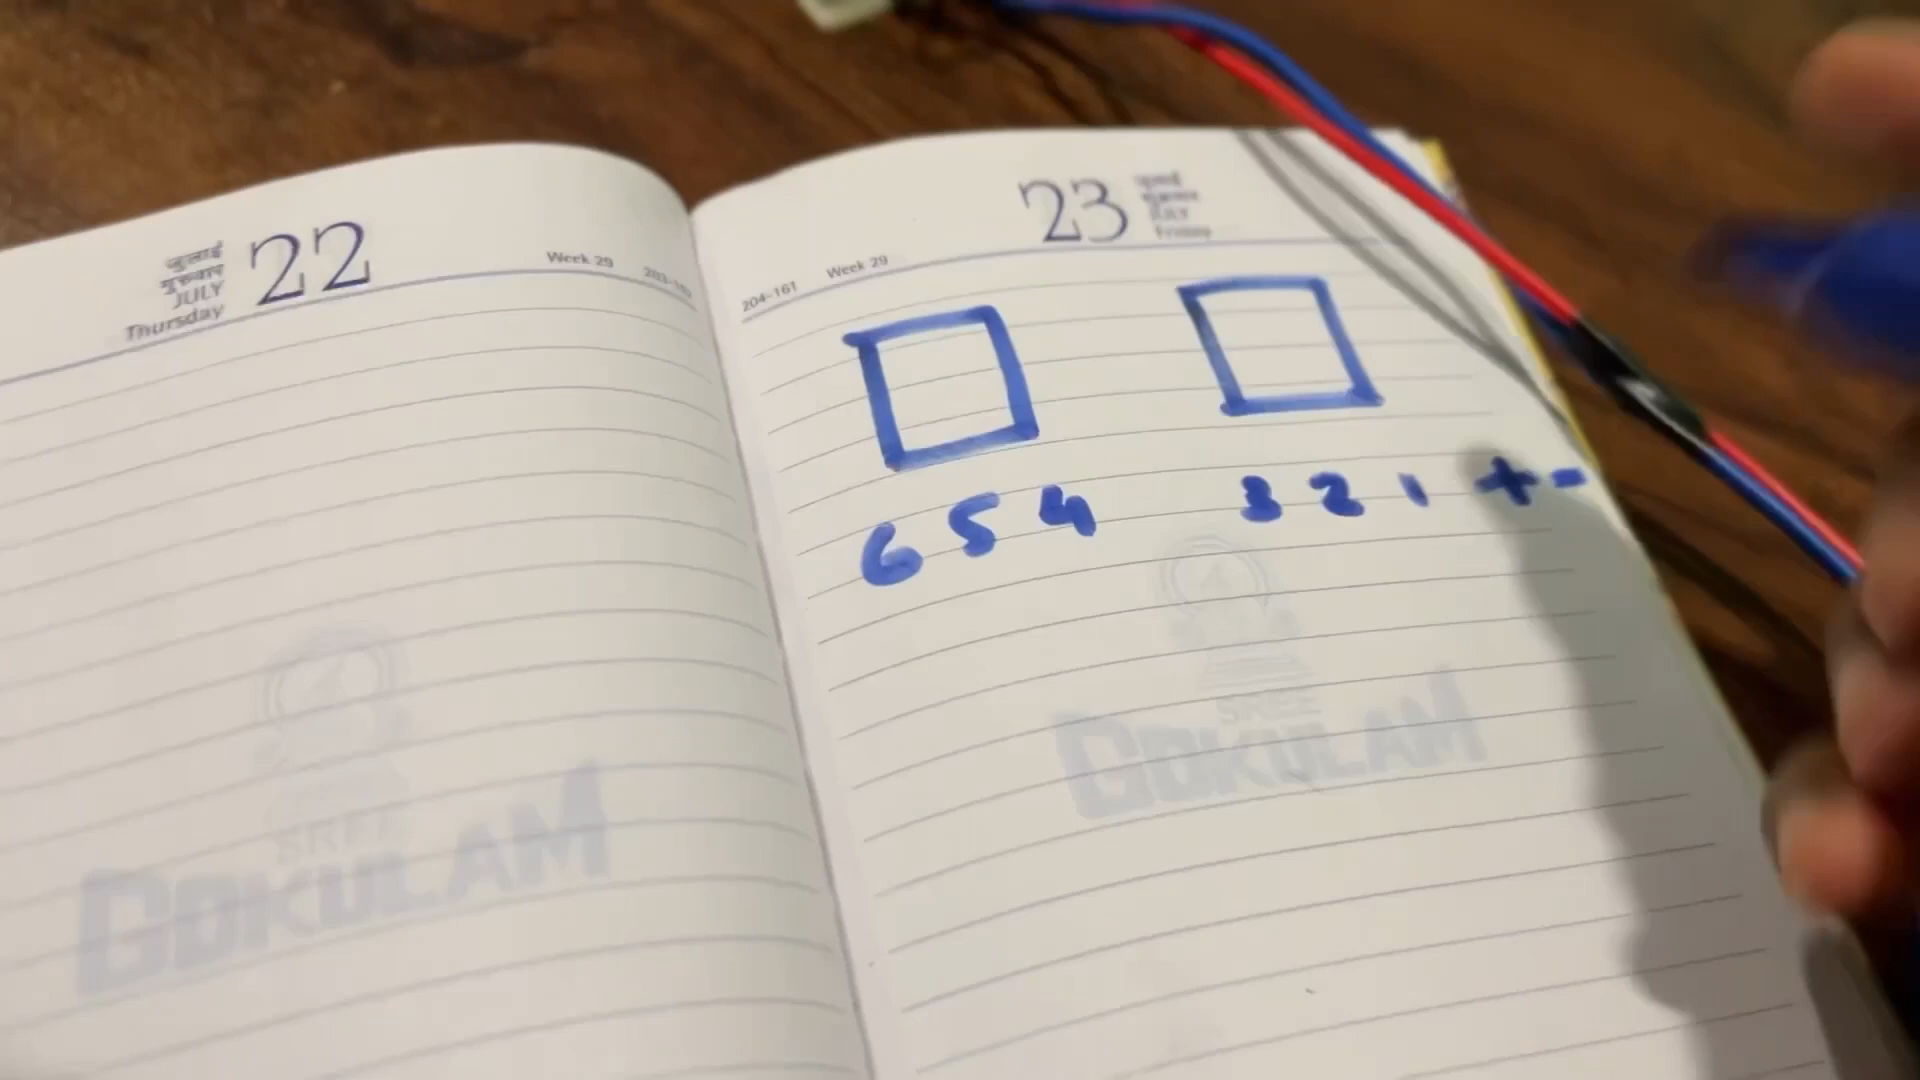 जुलाई
गुरुवार
JULY
Thursday
22
Week 29
23
JULY
Friday
204-161
Week 29
6 5 4 3 2 1 + -
SREE
GOKULAM
SREE
GOKULAM